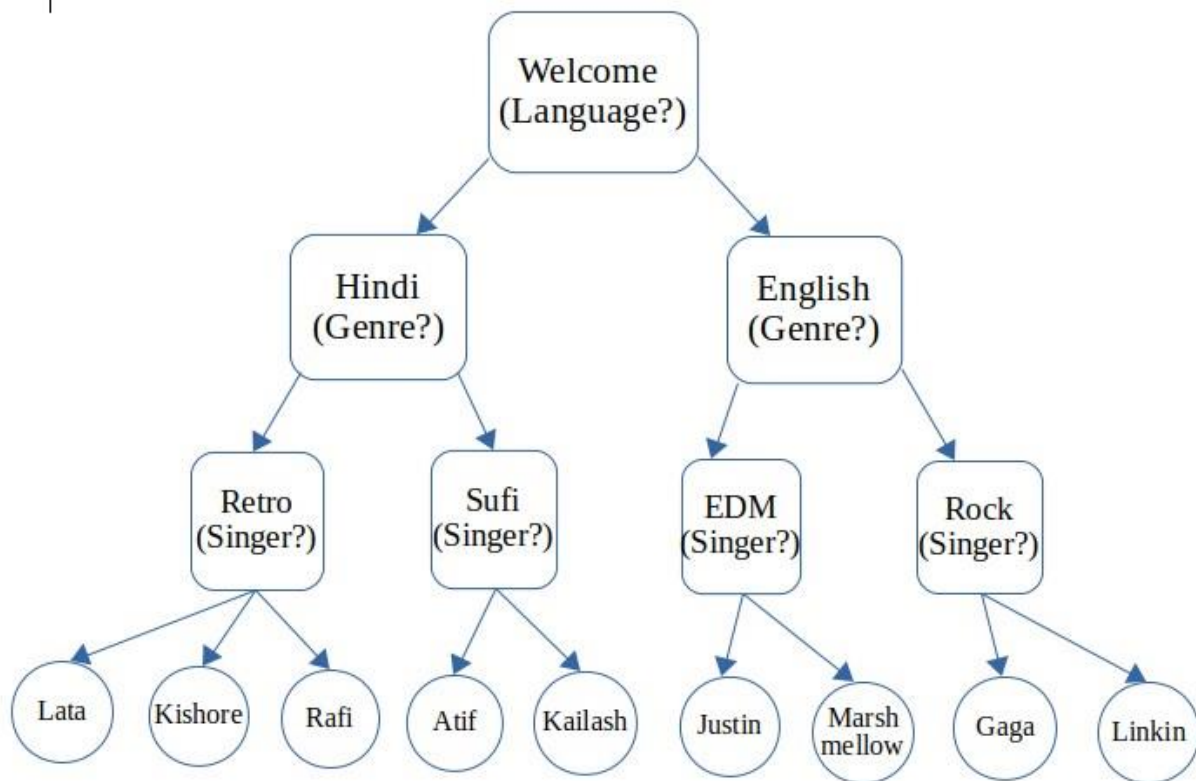 Welcome
(Language?)
Hindi
(Genre?)
English
(Genre?)
Retro
(Singer?)
Sufi
(Singer?)
EDM
(Singer?)
Rock
(Singer?)
Lata
Kishore
Rafi
Atif
Kailash
Justin
Marsh
mellow
Gaga
Linkin